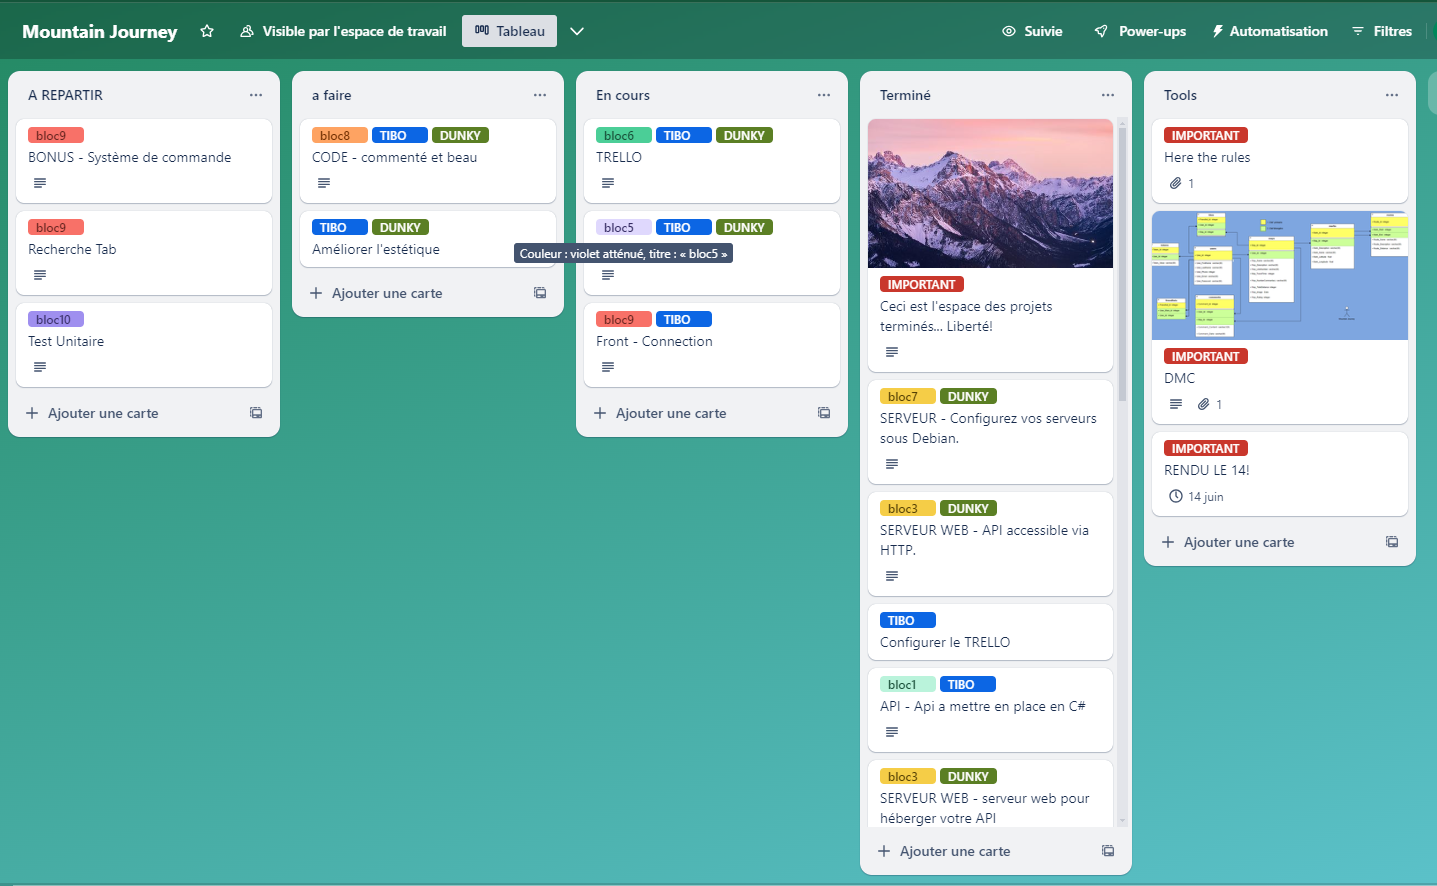 Mountain Journey
Visible par l'espace de travail
Tableau
Suivie
Power-ups
Automatisation
Filtres
A REPARTIR
bloc9
BONUS - Système de commande
bloc9
Recherche Tab
bloc10
Test Unitaire
Ajouter une carte
a faire
bloc8 TIBO DUNKY
CODE - commenté et beau
TIBO DUNKY
Améliorer l'estétique
Ajouter une carte
En cours
bloc6 TIBO DUNKY
TRELLO
bloc5 TIBO DUNKY
Couleur : violet atténué, titre : « bloc5 »
bloc9 TIBO
Front - Connection
Ajouter une carte
Terminé
IMPORTANT
Ceci est l'espace des projets
terminés... Liberté!
bloc7 DUNKY
SERVEUR - Configurez vos serveurs
sous Debian.
bloc3 DUNKY
SERVEUR WEB - API accessible via
HTTP.
TIBO
Configurer le TRELLO
bloc1 TIBO
API - Api a mettre en place en C#
bloc3 DUNKY
SERVEUR WEB - serveur web pour
héberger votre API
Ajouter une carte
Tools
IMPORTANT
Here the rules
1
IMPORTANT
DMC
1
IMPORTANT
RENDU LE 14!
14 juin
Ajouter une carte